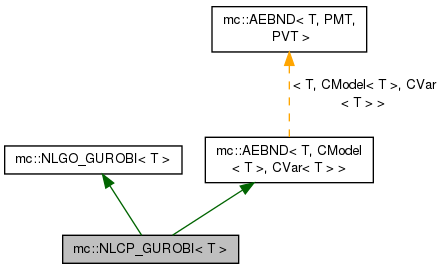 mc::AEBND< T, PMT,
PVT >
< T, CModel< T >, CVar
< T > >
mc::NLGO_GUROBI< T >
mc::AEBND< T, CModel
< T >, CVar< T > >
mc::NLCP_GUROBI< T >